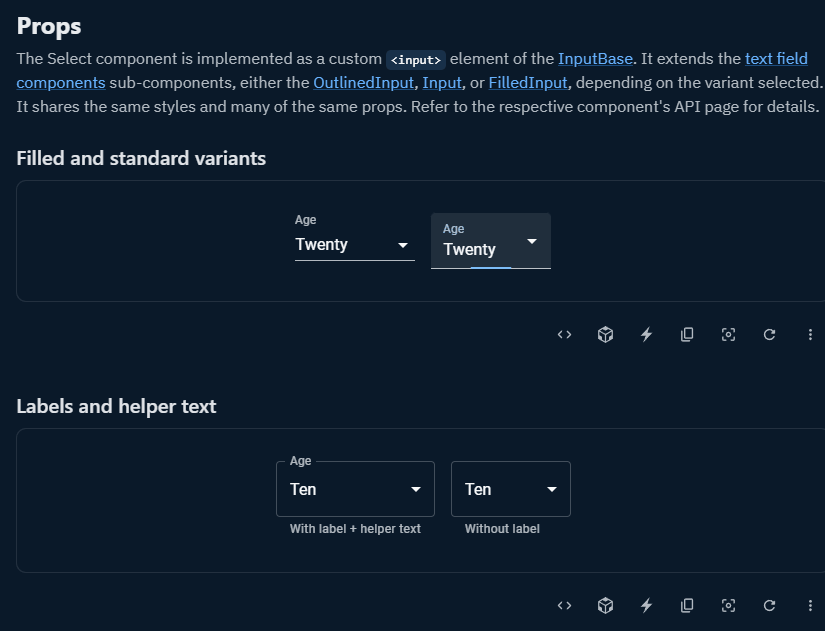 Props
The Select component is implemented as a custom <input> element of the InputBase. It extends the text field
components sub-components, either the OutlinedInput, Input, or FilledInput, depending on the variant selected.
It shares the same styles and many of the same props. Refer to the respective component's API page for details.
Filled and standard variants
Age
Twenty
Age
Twenty
Labels and helper text
Age
Ten
With label + helper text
Ten
Without label